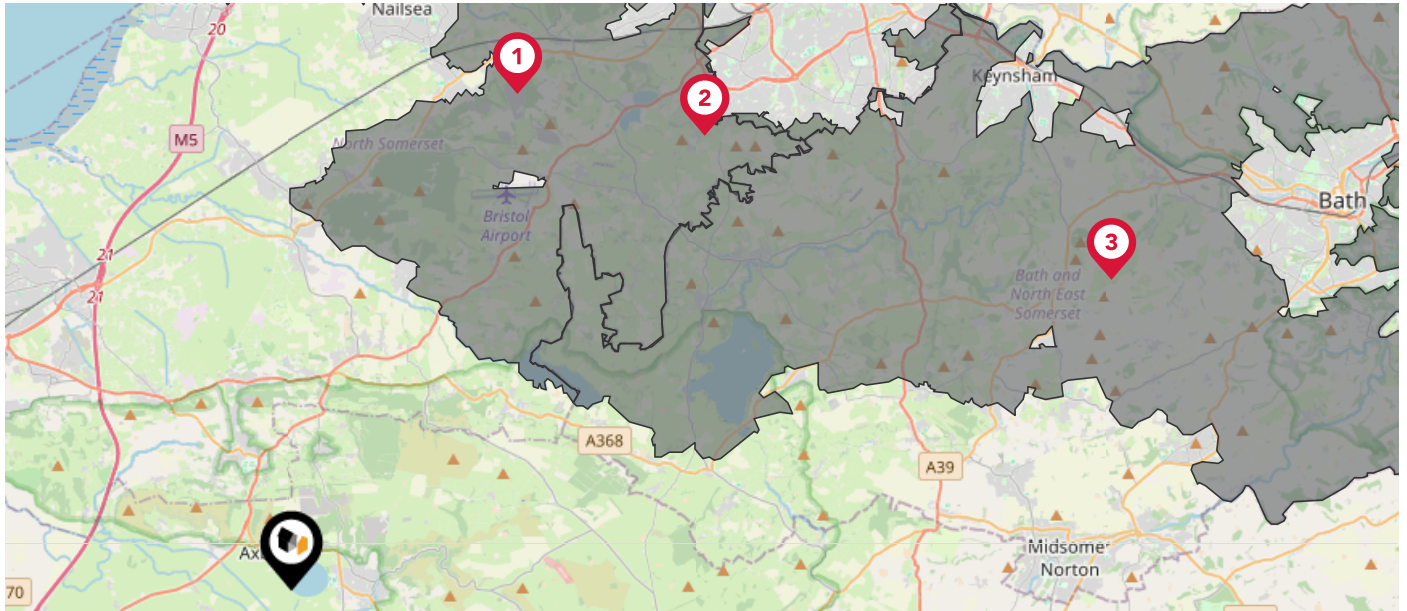 Nailsea
20
1
Keynsham
2
M5
North Somerset
Bath
Bristol
Airport
3
21
Bath and
North East
Somerset
21
A368
A39
Midsomer
Norton
70